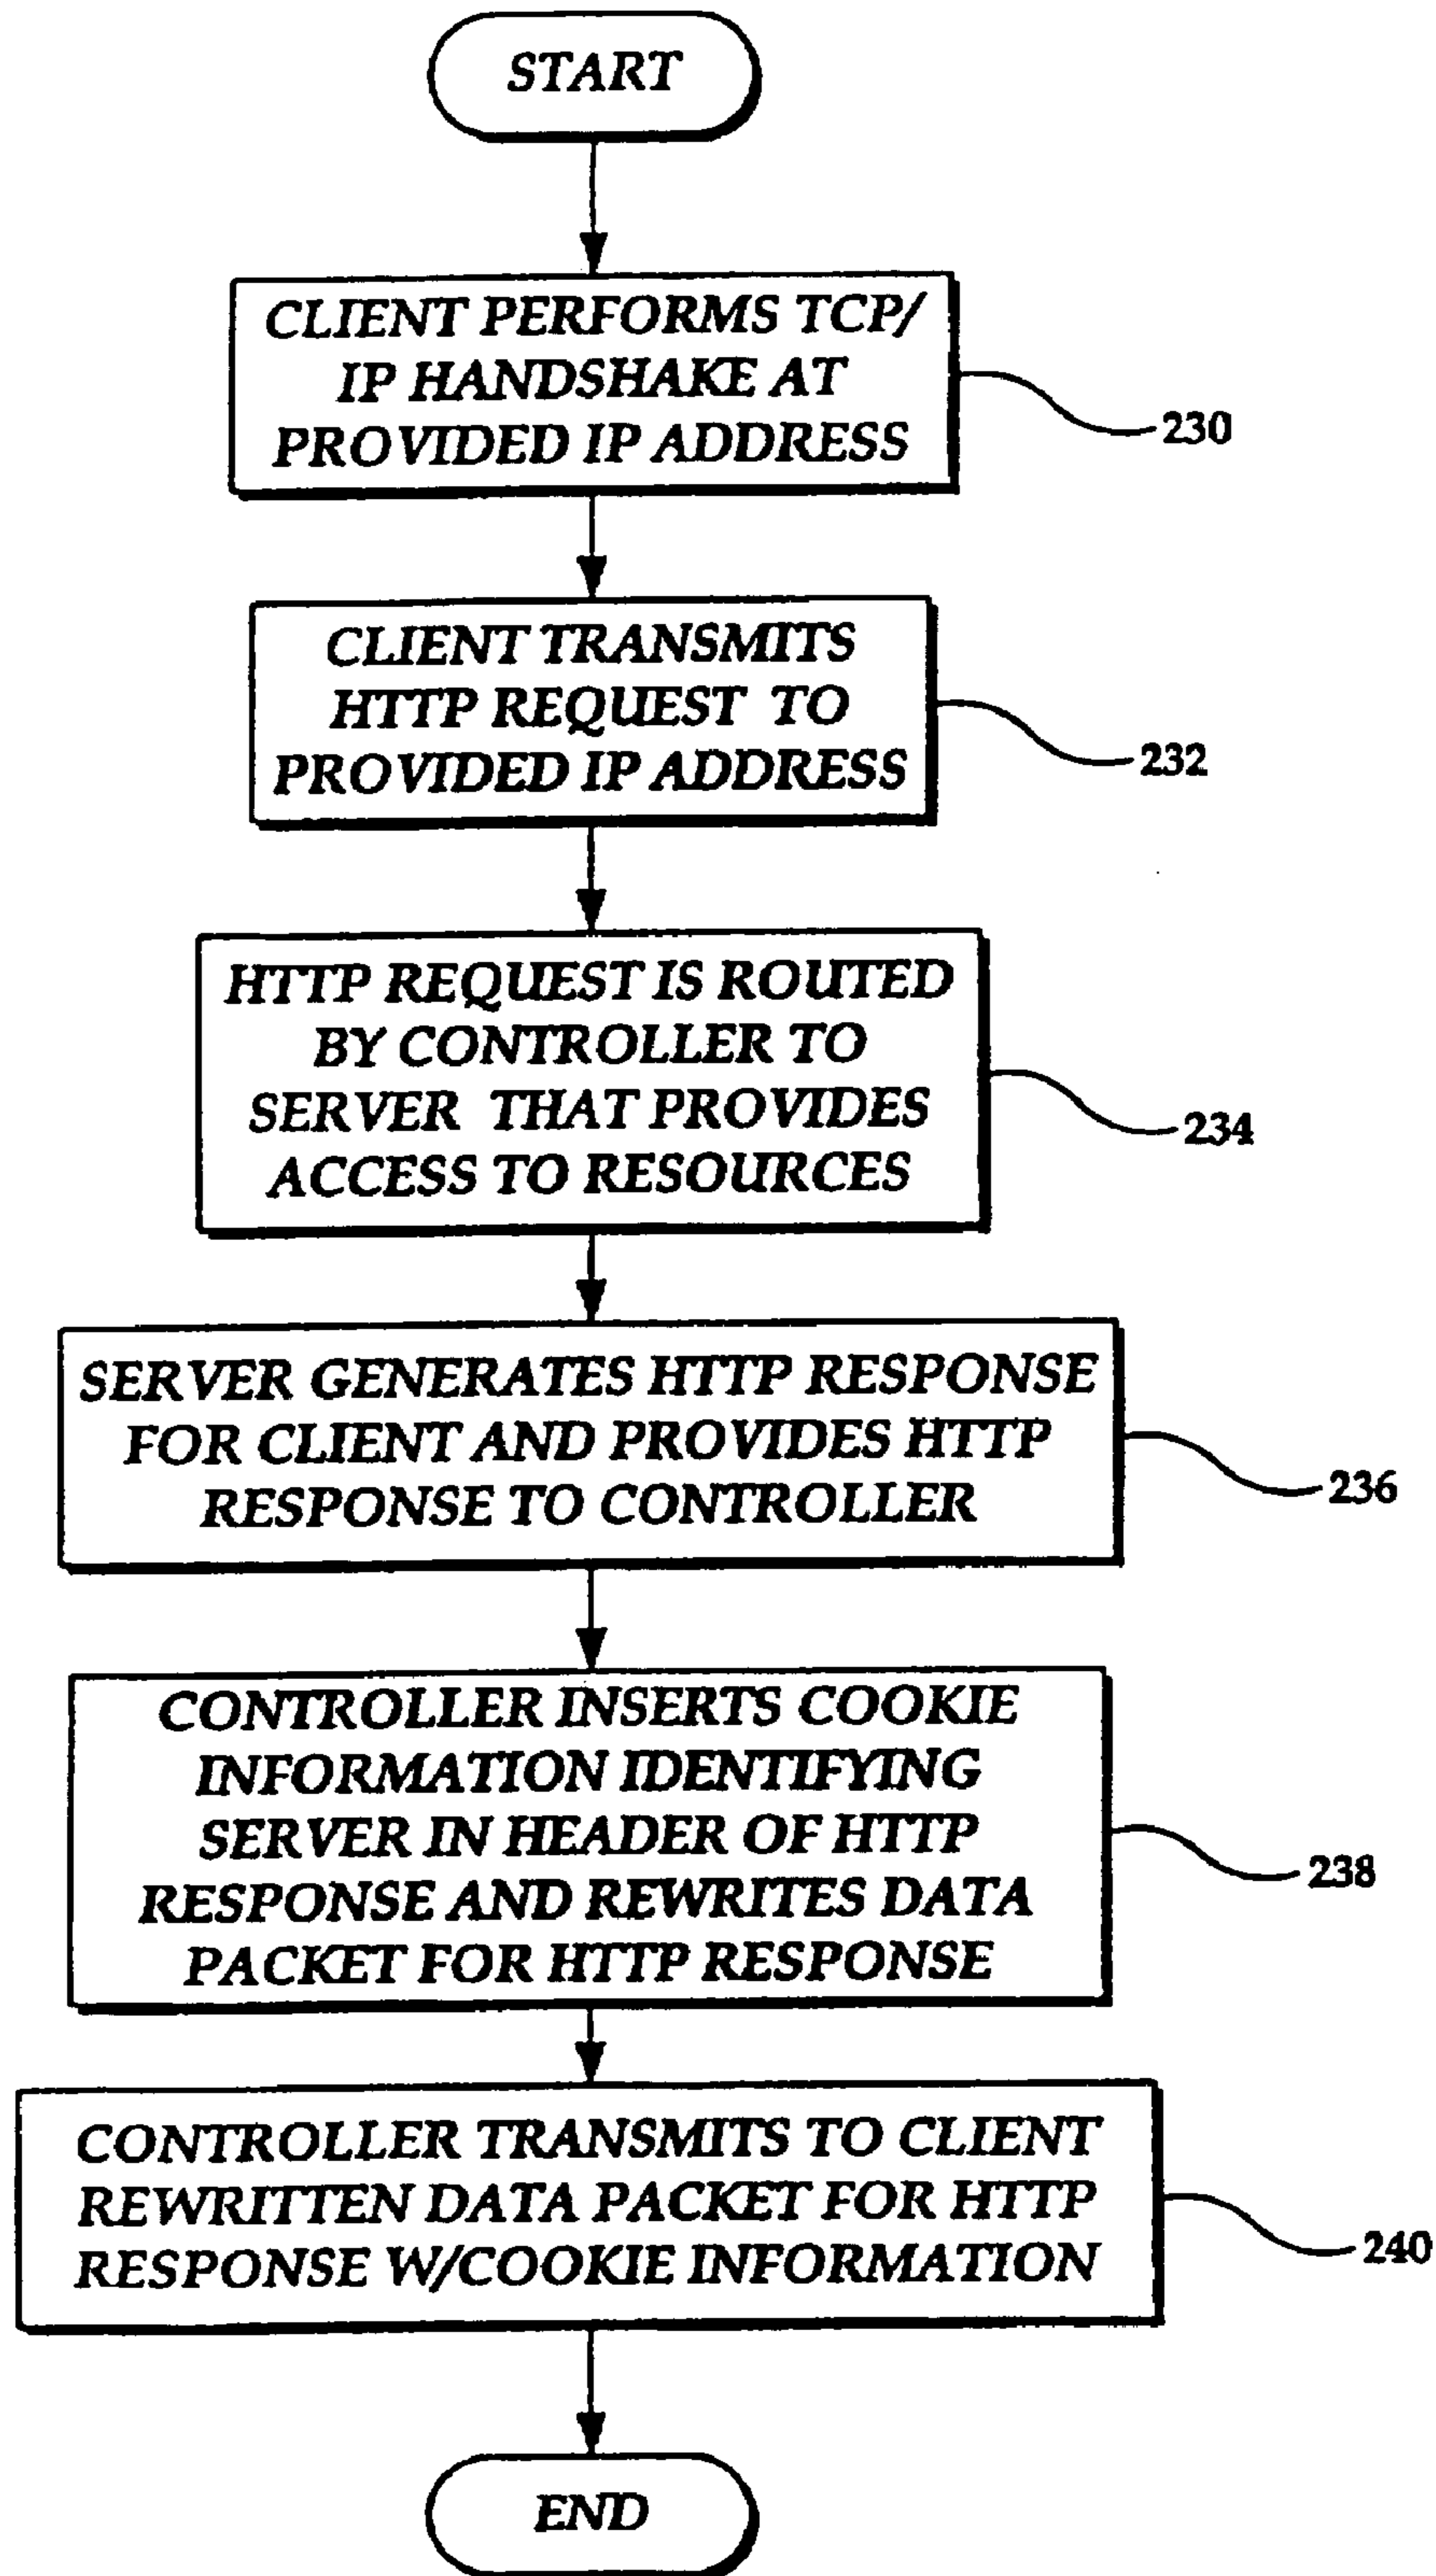 START
CLIENT PERFORMS TCP/
IP HANDSHAKE AT
PROVIDED IP ADDRESS
230
CLIENT TRANSMITS
HTTP REQUEST TO
PROVIDED IP ADDRESS
232
HTTP REQUEST IS ROUTED
BY CONTROLLER TO
SERVER THAT PROVIDES
ACCESS TO RESOURCES
234
SERVER GENERATES HTTP RESPONSE
FOR CLIENT AND PROVIDES HTTP
RESPONSE TO CONTROLLER
236
CONTROLLER INSERTS COOKIE
INFORMATION IDENTIFYING
SERVER IN HEADER OF HTTP
RESPONSE AND REWRITES DATA
PACKET FOR HTTP RESPONSE
238
CONTROLLER TRANSMITS TO CLIENT
REWRITTEN DATA PACKET FOR HTTP
RESPONSE W/COOKIE INFORMATION
240
END